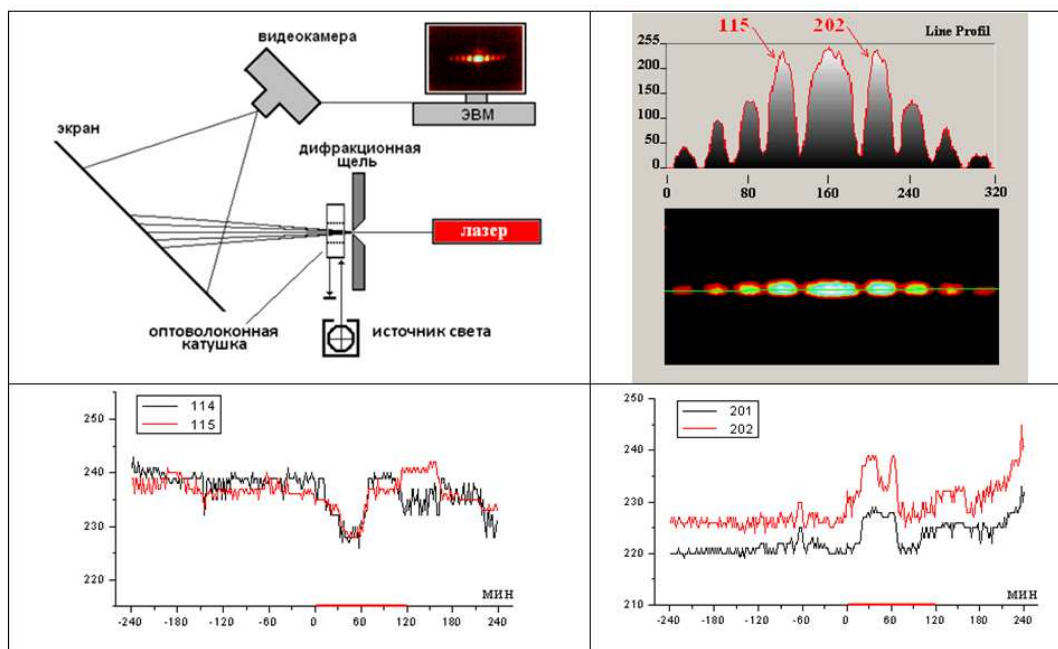 видеокамера
ЭВМ
экран
дифракционная
щель
лазер
оптоволоконная
катушка
источник света
115
202
Line Profil
255
200
150
100
50
0
0 80 160 240 320
250
240
230
220
114
115
мин
-240 -180 -120 -60 0 60 120 180 240
250
240
230
220
210
201
202
мин
-240 -180 -120 -60 0 60 120 180 240